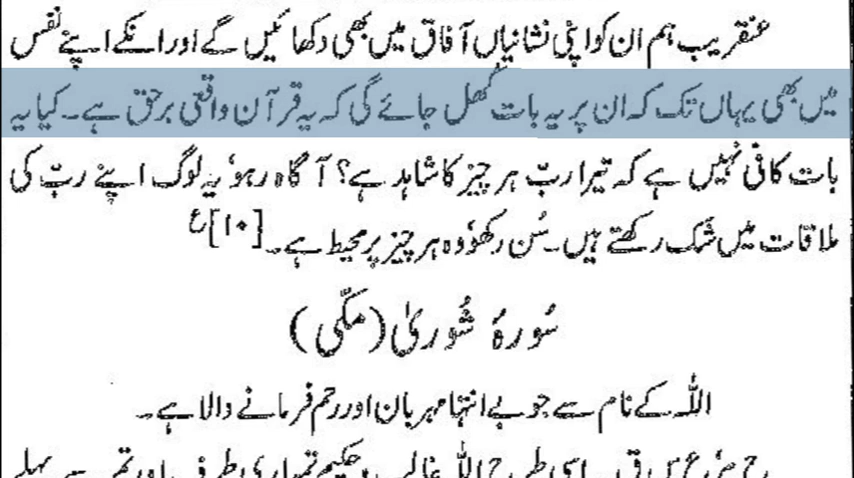 عنقریب ہم ان کو اپنی نشانیاں آفاق میں بھی دکھائیں گے اور انکے اپنے نفس
میں بھی یہاں تک کہ ان پر یہ بات کھل جائے گی کہ یہ قرآن واقعی برحق ہے۔ کیا یہ
بات کافی نہیں ہے کہ تیرا ربّ ہر چیز کا شاہد ہے؟ آگاہ رہو، یہ لوگ اپنے ربّ کی
ملاقات میں شک رکھتے ہیں۔ سُن رکھو، وہ ہر چیز پر محیط ہے۔ [۱۰] ع
سُورۂ شُوریٰ (مکّی)
اللہ کے نام سے جو بے انتہا مہربان اور رحم فرمانے والا ہے۔